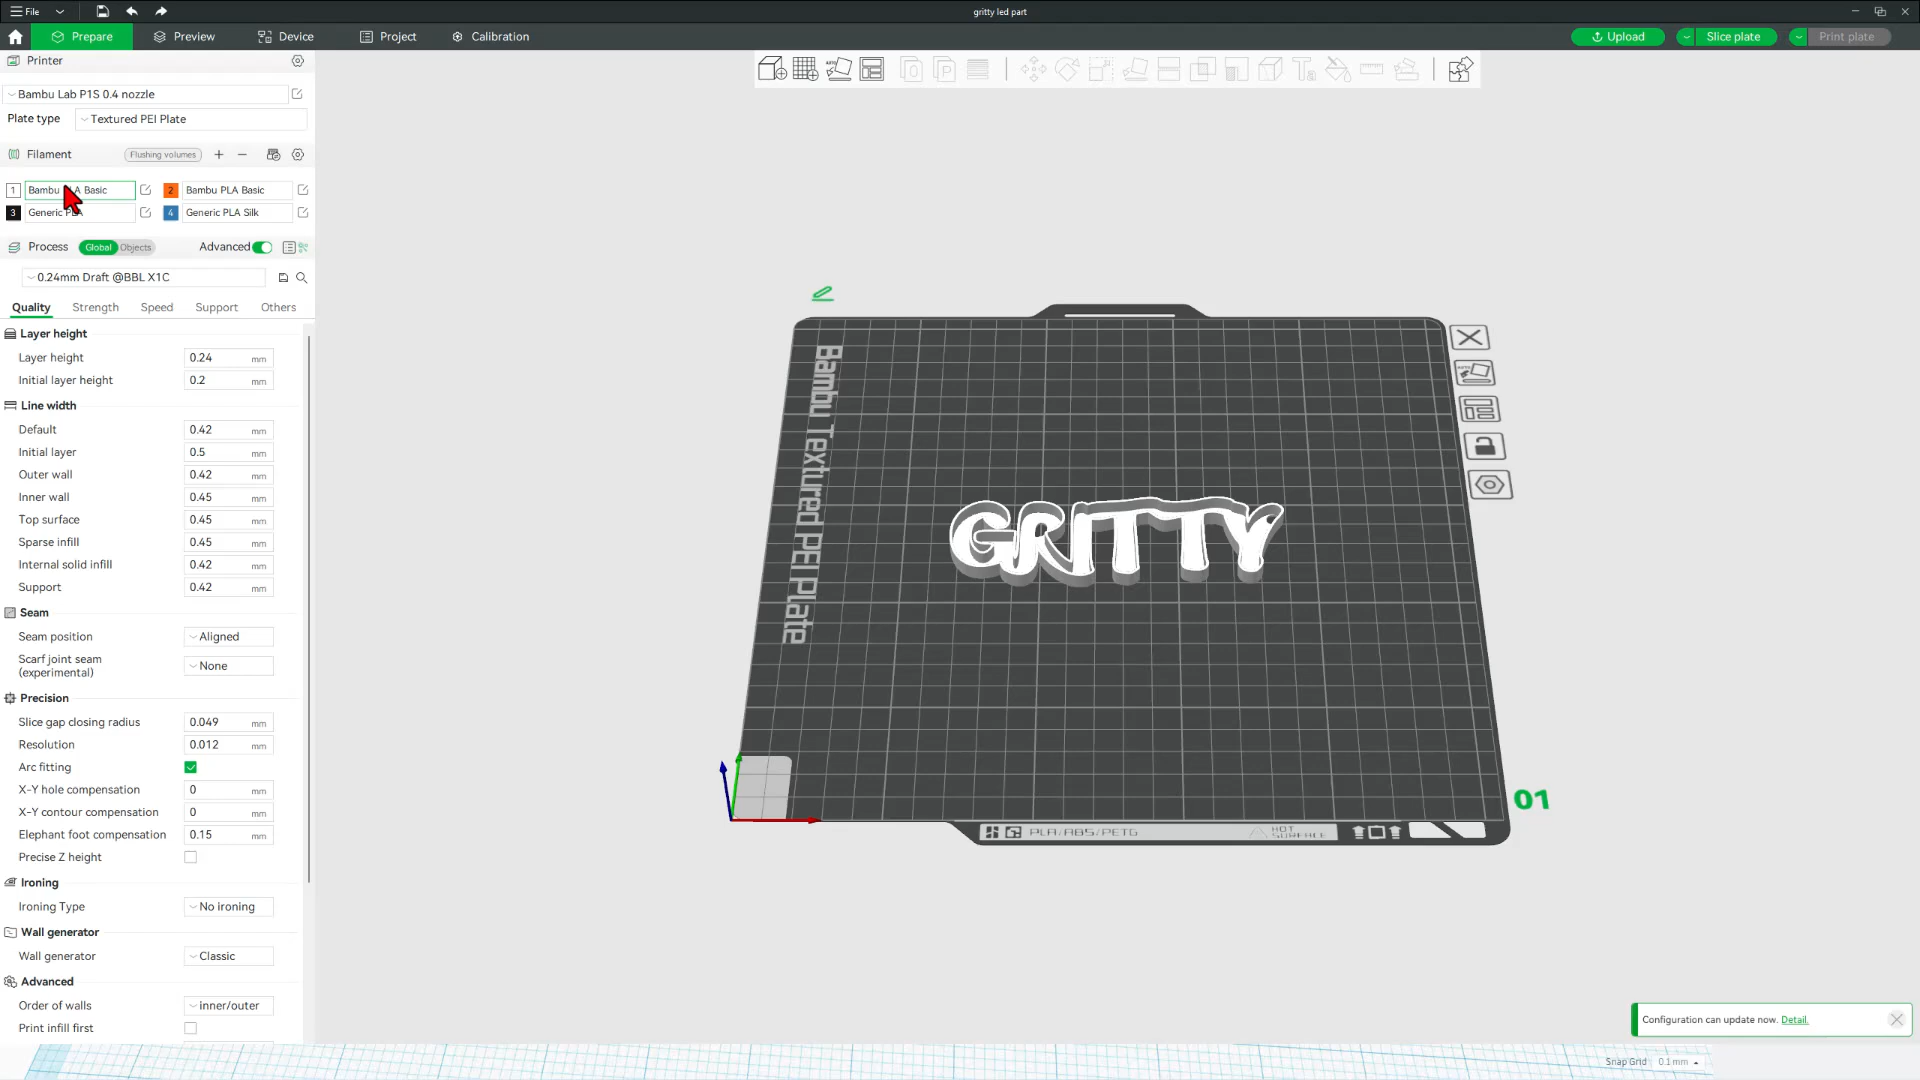 File
gritty led part
Prepare
Preview
Device
Project
Calibration
Upload
Slice plate
Print plate
Printer
Bambu Lab P1S 0.4 nozzle
Plate type
Textured PEI Plate
Filament
Flushing volumes
1
Bambu PLA Basic
2
Bambu PLA Basic
3
Generic PLA
4
Generic PLA Silk
Process
Global
Objects
Advanced
0.24mm Draft @BBL X1C
Quality
Strength
Speed
Support
Others
Layer height
Layer height 0.24 mm
Initial layer height 0.2 mm
Line width
Default 0.42 mm
Initial layer 0.5 mm
Outer wall 0.42 mm
Inner wall 0.45 mm
Top surface 0.45 mm
Sparse infill 0.45 mm
Internal solid infill 0.42 mm
Support 0.42 mm
Seam
Seam position Aligned
Scarf joint seam
(experimental) None
Precision
Slice gap closing radius 0.049 mm
Resolution 0.012 mm
Arc fitting
X-Y hole compensation 0 mm
X-Y contour compensation 0 mm
Elephant foot compensation 0.15 mm
Precise Z height
Ironing
Ironing Type No ironing
Wall generator
Wall generator Classic
Advanced
Order of walls inner/outer
Print infill first
Bambu Textured PEI Plate
GRITTY
01
PLA/ABS/PETG
HOT
SURFACE
Configuration can update now. Detail.
Snap Grid 0.1 mm